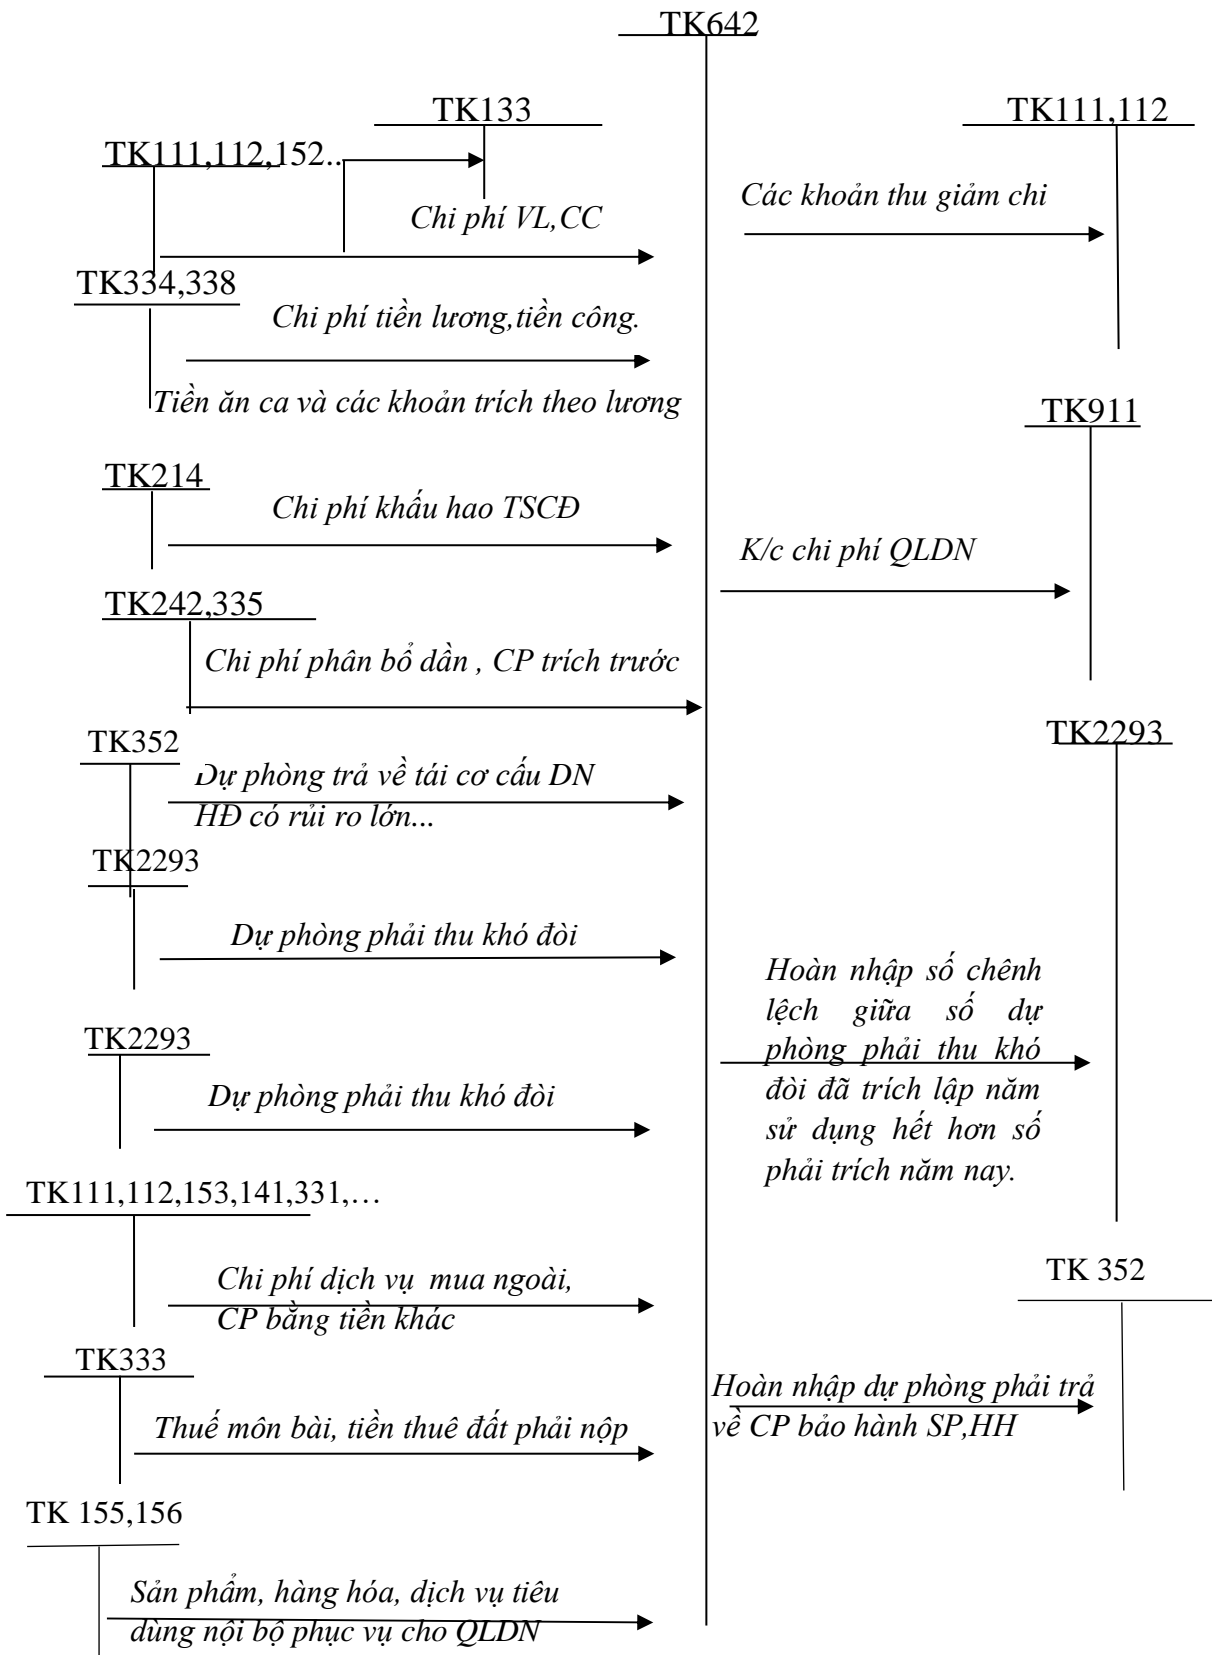 TK642
TK133
TK111,112
TK111,112,152..
Các khoản thu giảm chi
Chi phí VL,CC
TK334,338
Chi phí tiền lương,tiền công.
Tiền ăn ca và các khoản trích theo lương
TK911
TK214
Chi phí khấu hao TSCĐ
K/c chi phí QLDN
TK242,335
Chi phí phân bổ dần , CP trích trước
TK2293
TK352
Dự phòng trả về tái cơ cấu DN
HĐ có rủi ro lớn...
TK2293
Dự phòng phải thu khó đòi
Hoàn nhập số chênh
lệch giữa số dự
phòng phải thu khó
đòi đã trích lập năm
sử dụng hết hơn số
phải trích năm nay.
TK2293
Dự phòng phải thu khó đòi
TK111,112,153,141,331,…
Chi phí dịch vụ mua ngoài,
CP bằng tiền khác
TK 352
TK333
Hoàn nhập dự phòng phải trả
về CP bảo hành SP,HH
Thuế môn bài, tiền thuê đất phải nộp
TK 155,156
Sản phẩm, hàng hóa, dịch vụ tiêu
dùng nội bộ phục vụ cho QLDN